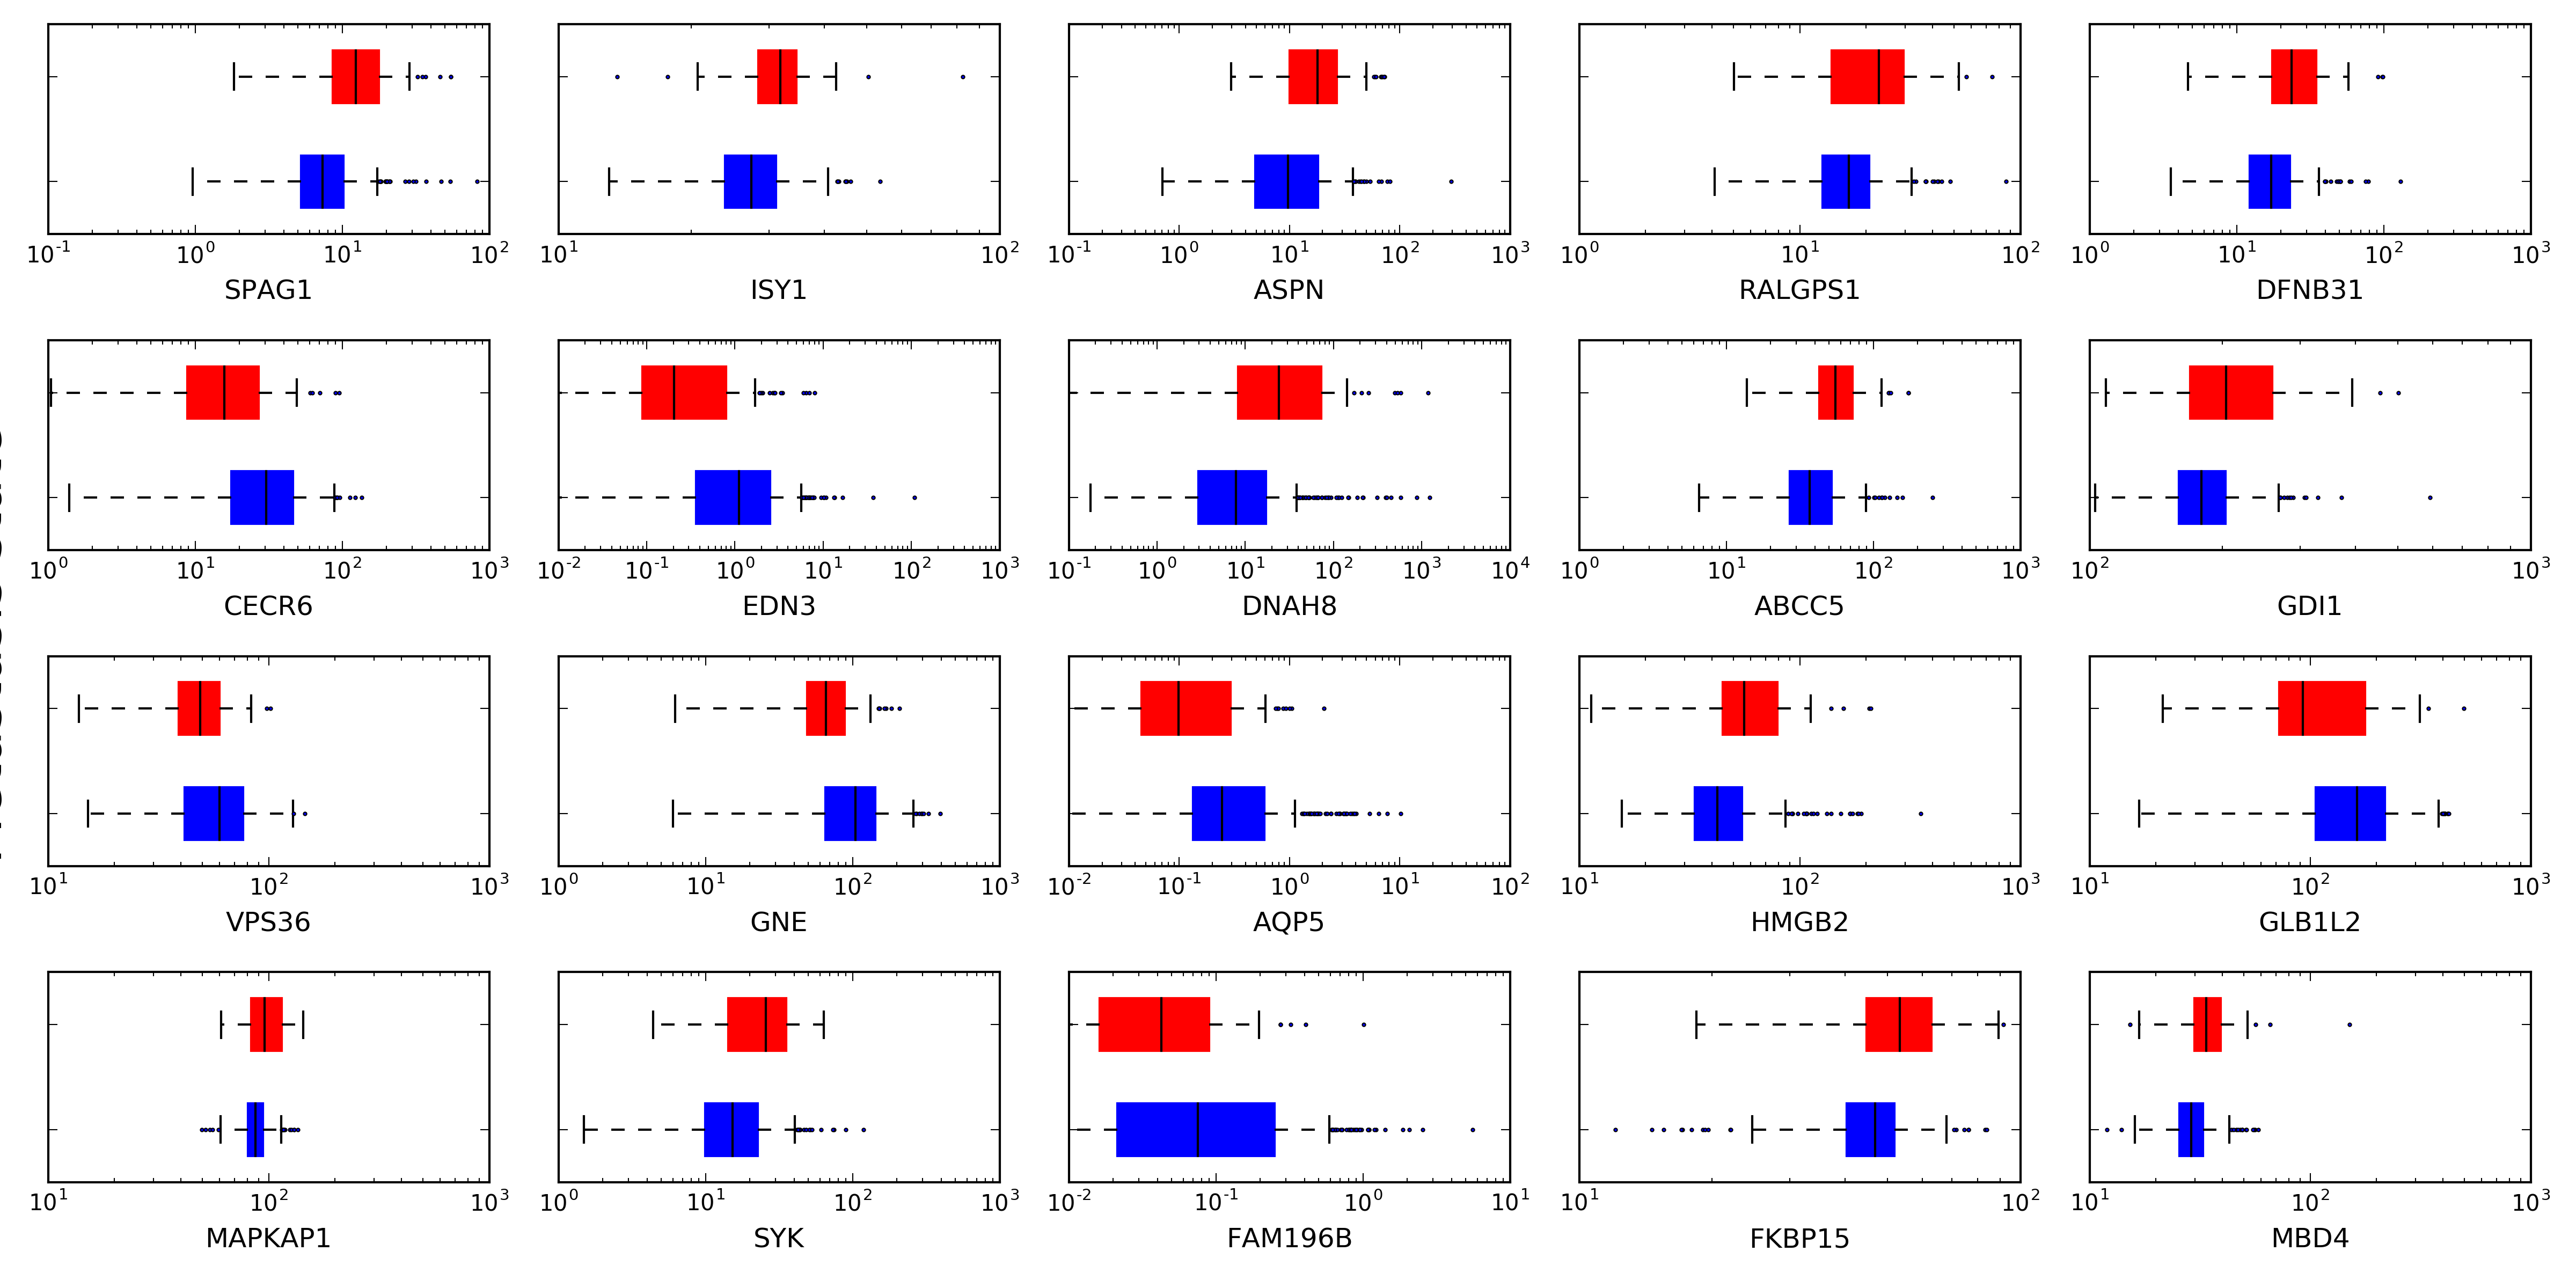 10^-1 10^0 10^1 10^2 10^1 10^2 10^-1 10^0 10^1 10^2 10^3 10^0 10^1 10^2 10^0 10^1 10^2 10^3
SPAG1 ISY1 ASPN RALGPS1 DFNB31
10^0 10^1 10^2 10^3 10^-2 10^-1 10^0 10^1 10^2 10^3 10^-1 10^0 10^1 10^2 10^3 10^4 10^0 10^1 10^2 10^3 10^2 10^3
CECR6 EDN3 DNAH8 ABCC5 GDI1
10^1 10^2 10^3 10^0 10^1 10^2 10^3 10^-2 10^-1 10^0 10^1 10^2 10^1 10^2 10^3 10^1 10^2 10^3
VPS36 GNE AQP5 HMGB2 GLB1L2
10^1 10^2 10^3 10^0 10^1 10^2 10^3 10^-2 10^-1 10^0 10^1 10^1 10^2 10^1 10^2 10^3
MAPKAP1 SYK FAM196B FKBP15 MBD4